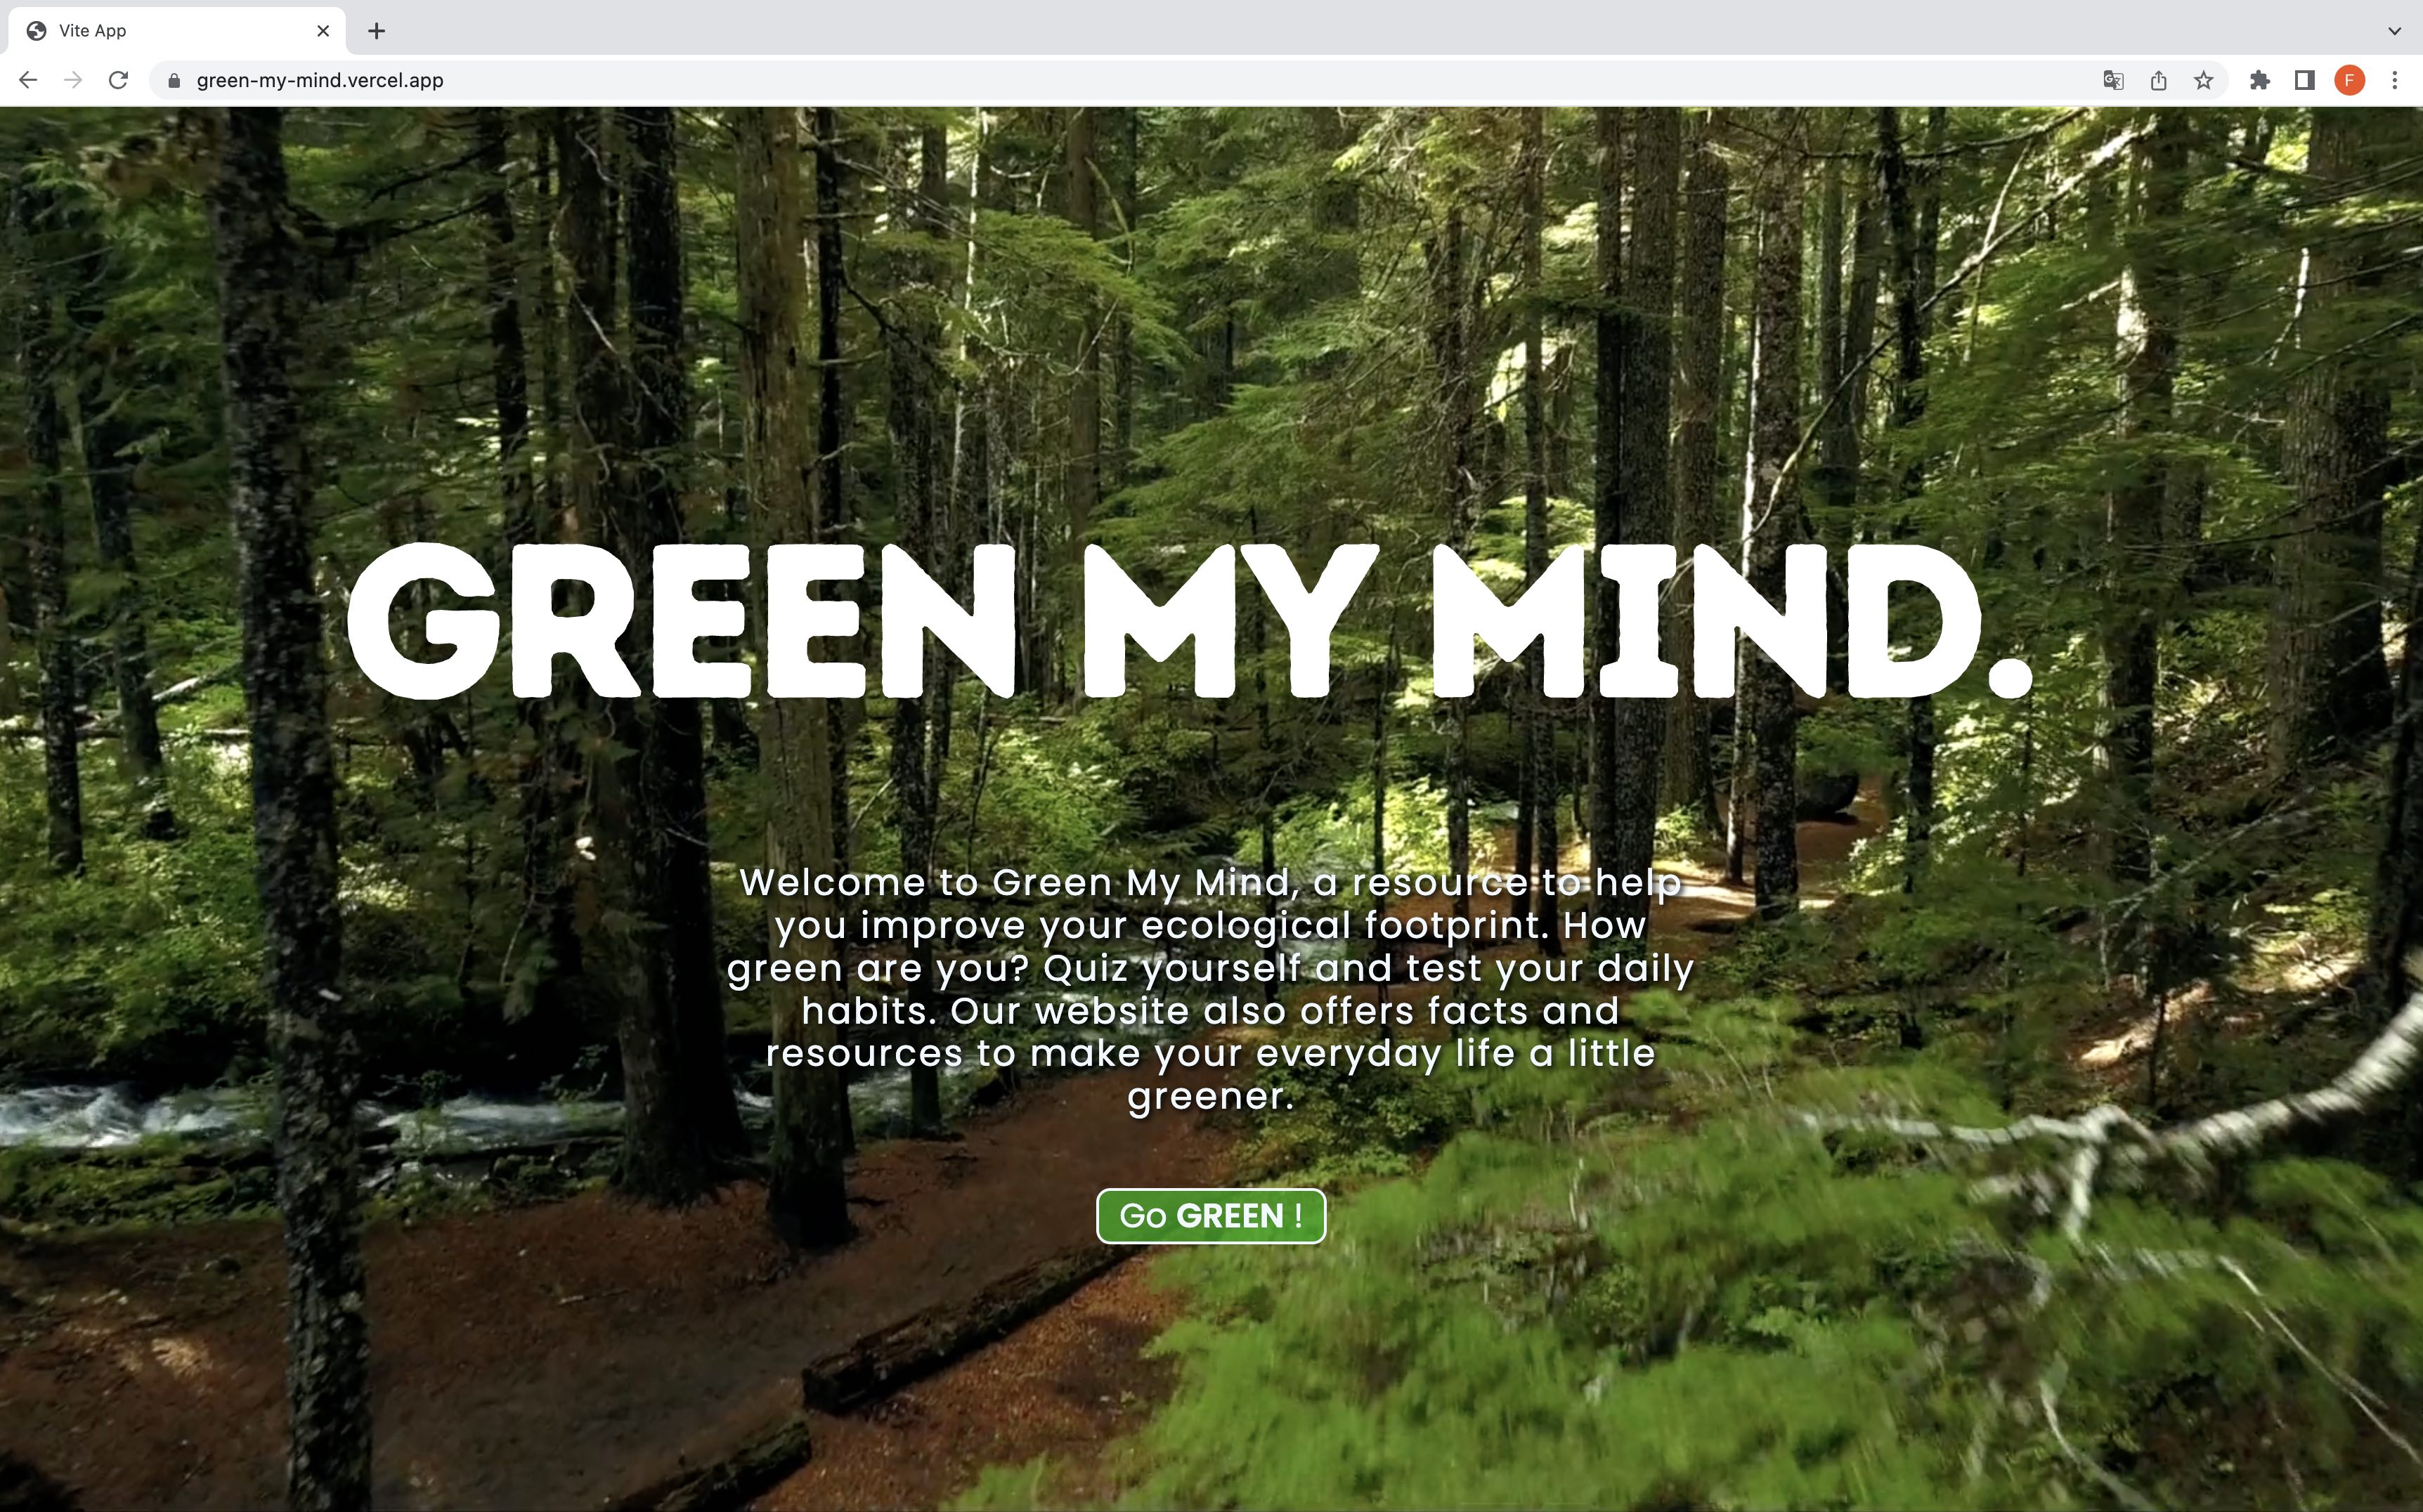 Vite App
green-my-mind.vercel.app
F
GREEN MY MIND.
Welcome to Green My Mind, a resource to help
you improve your ecological footprint. How
green are you? Quiz yourself and test your daily
habits. Our website also offers facts and
resources to make your everyday life a little
greener.
Go GREEN !